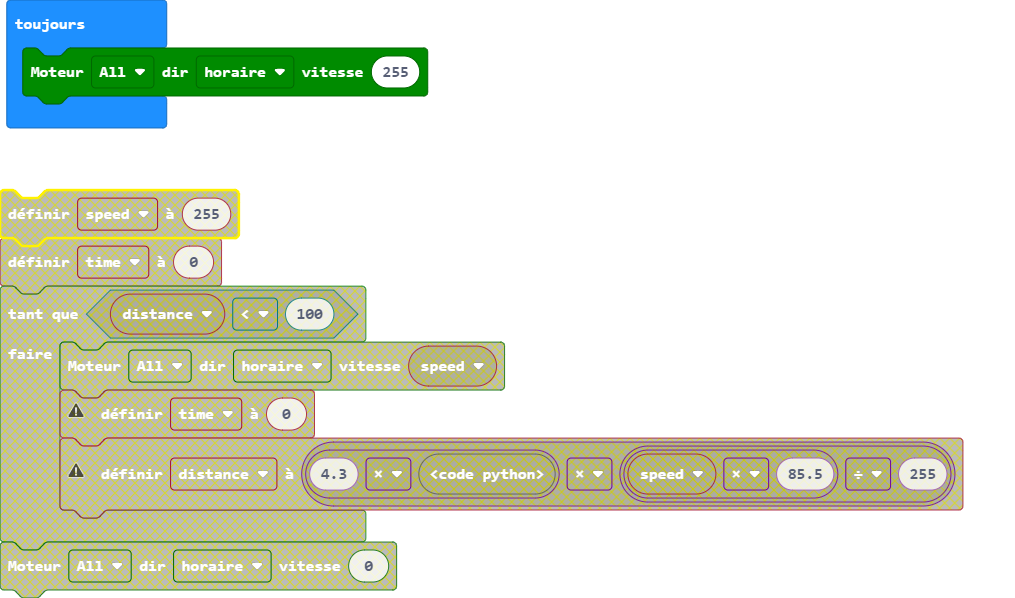 toujours
Moteur All dir horaire vitesse 255
définir speed à 255
définir time à 0
tant que distance < 100
faire
Moteur All dir horaire vitesse speed
définir time à 0
définir distance à 4.3 × <code python> × speed × 85.5 ÷ 255
Moteur All dir horaire vitesse 0